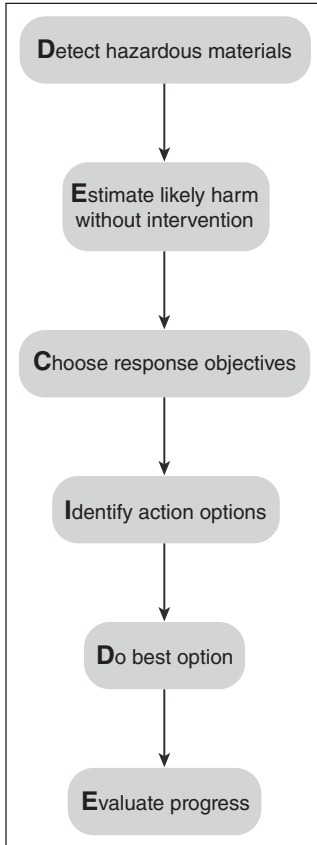 Detect hazardous materials
Estimate likely harm
without intervention
Choose response objectives
Identify action options
Do best option
Evaluate progress